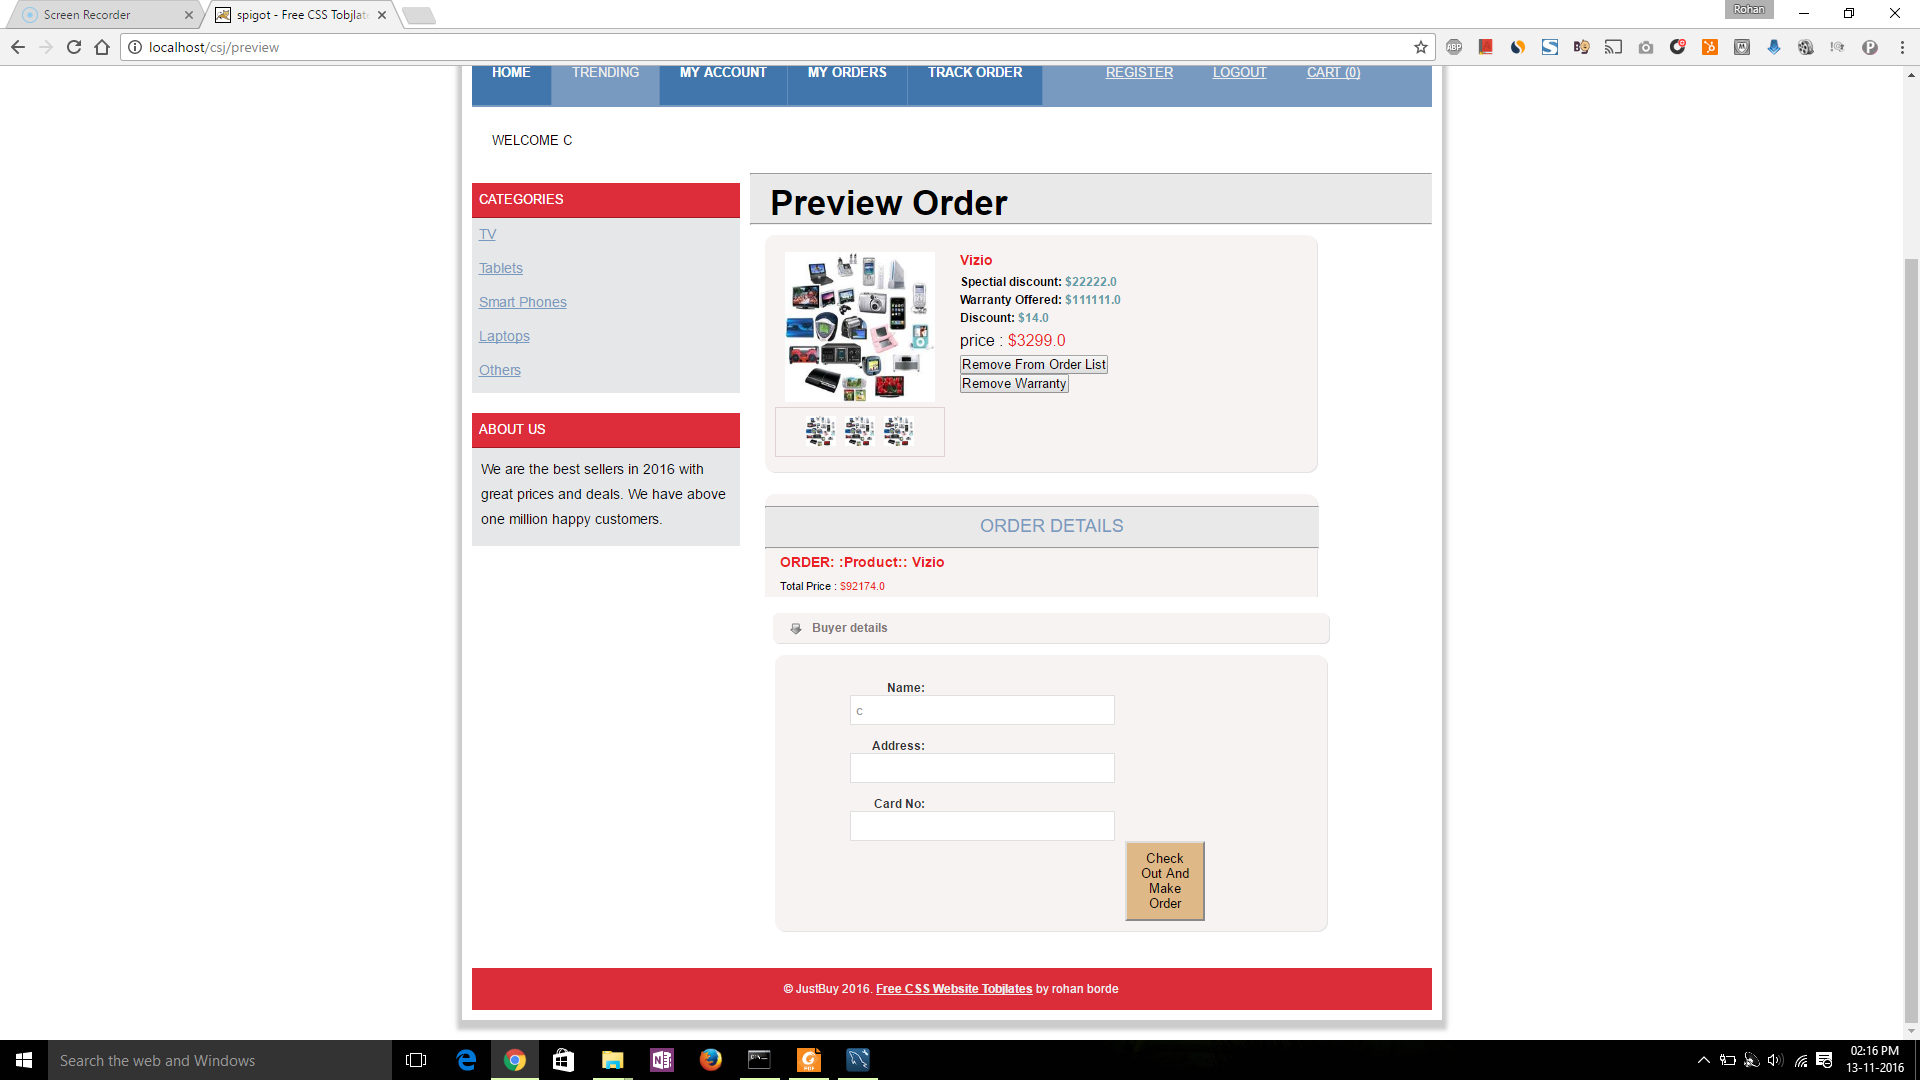 Screen Recorder
spigot - Free CSS Tobjlat
Rohan
localhost/csj/preview
HOME
TRENDING
MY ACCOUNT
MY ORDERS
TRACK ORDER
REGISTER
LOGOUT
CART (0)
WELCOME C
CATEGORIES
TV
Tablets
Smart Phones
Laptops
Others
ABOUT US
We are the best sellers in 2016 with
great prices and deals. We have above
one million happy customers.
Preview Order
Vizio
Spectial discount: $22222.0
Warranty Offered: $111111.0
Discount: $14.0
price : $3299.0
Remove From Order List
Remove Warranty
ORDER DETAILS
ORDER: :Product:: Vizio
Total Price : $92174.0
Buyer details
Name:
c
Address:
Card No:
Check
Out And
Make
Order
© JustBuy 2016. Free CSS Website Tobjlates by rohan borde
Search the web and Windows
02:16 PM
13-11-2016